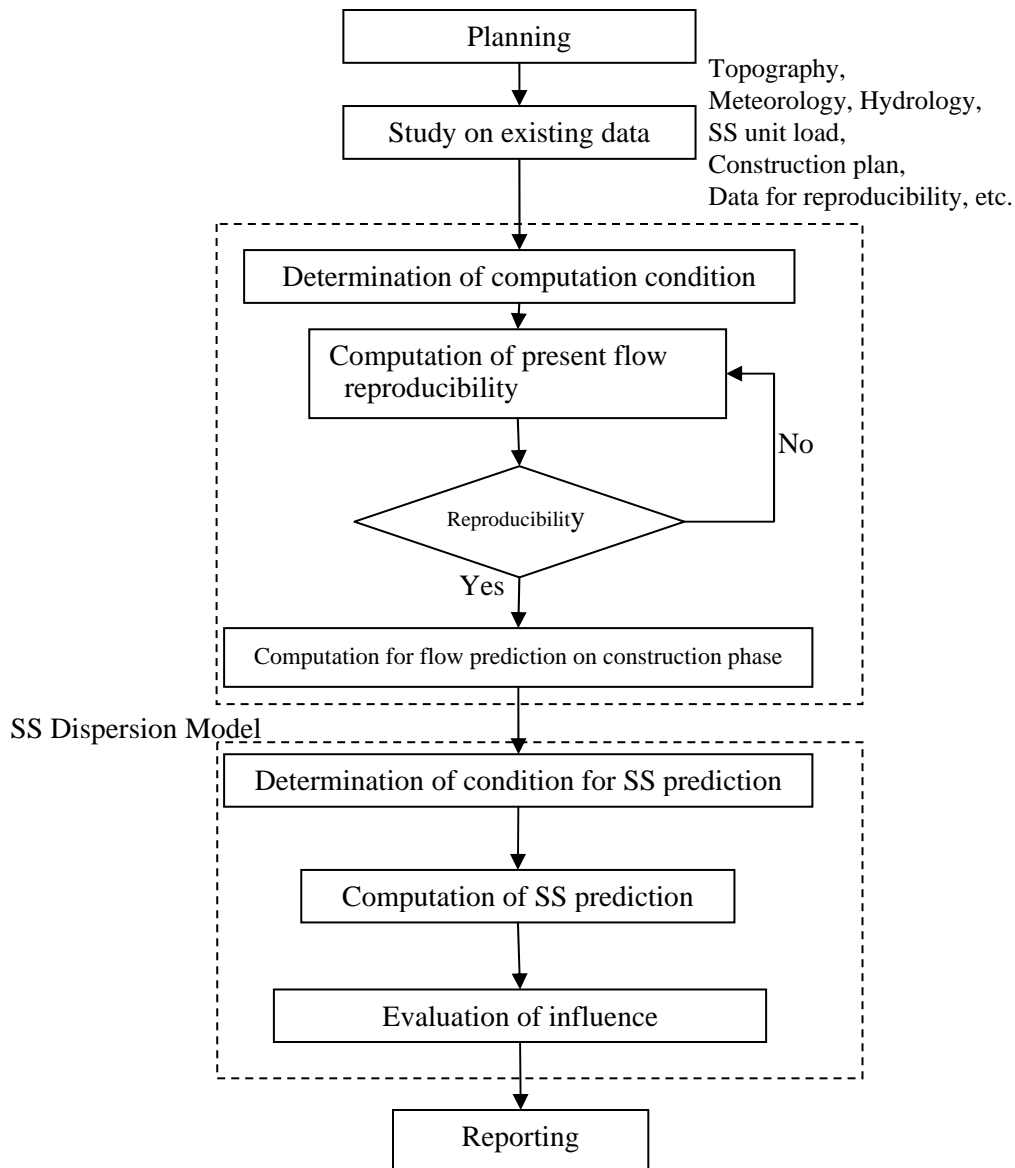 Planning
Topography,
Meteorology, Hydrology,
SS unit load,
Construction plan,
Data for reproducibility, etc.
Study on existing data
Determination of computation condition
Computation of present flow
reproducibility
No
Reproducibility
Yes
Computation for flow prediction on construction phase
SS Dispersion Model
Determination of condition for SS prediction
Computation of SS prediction
Evaluation of influence
Reporting